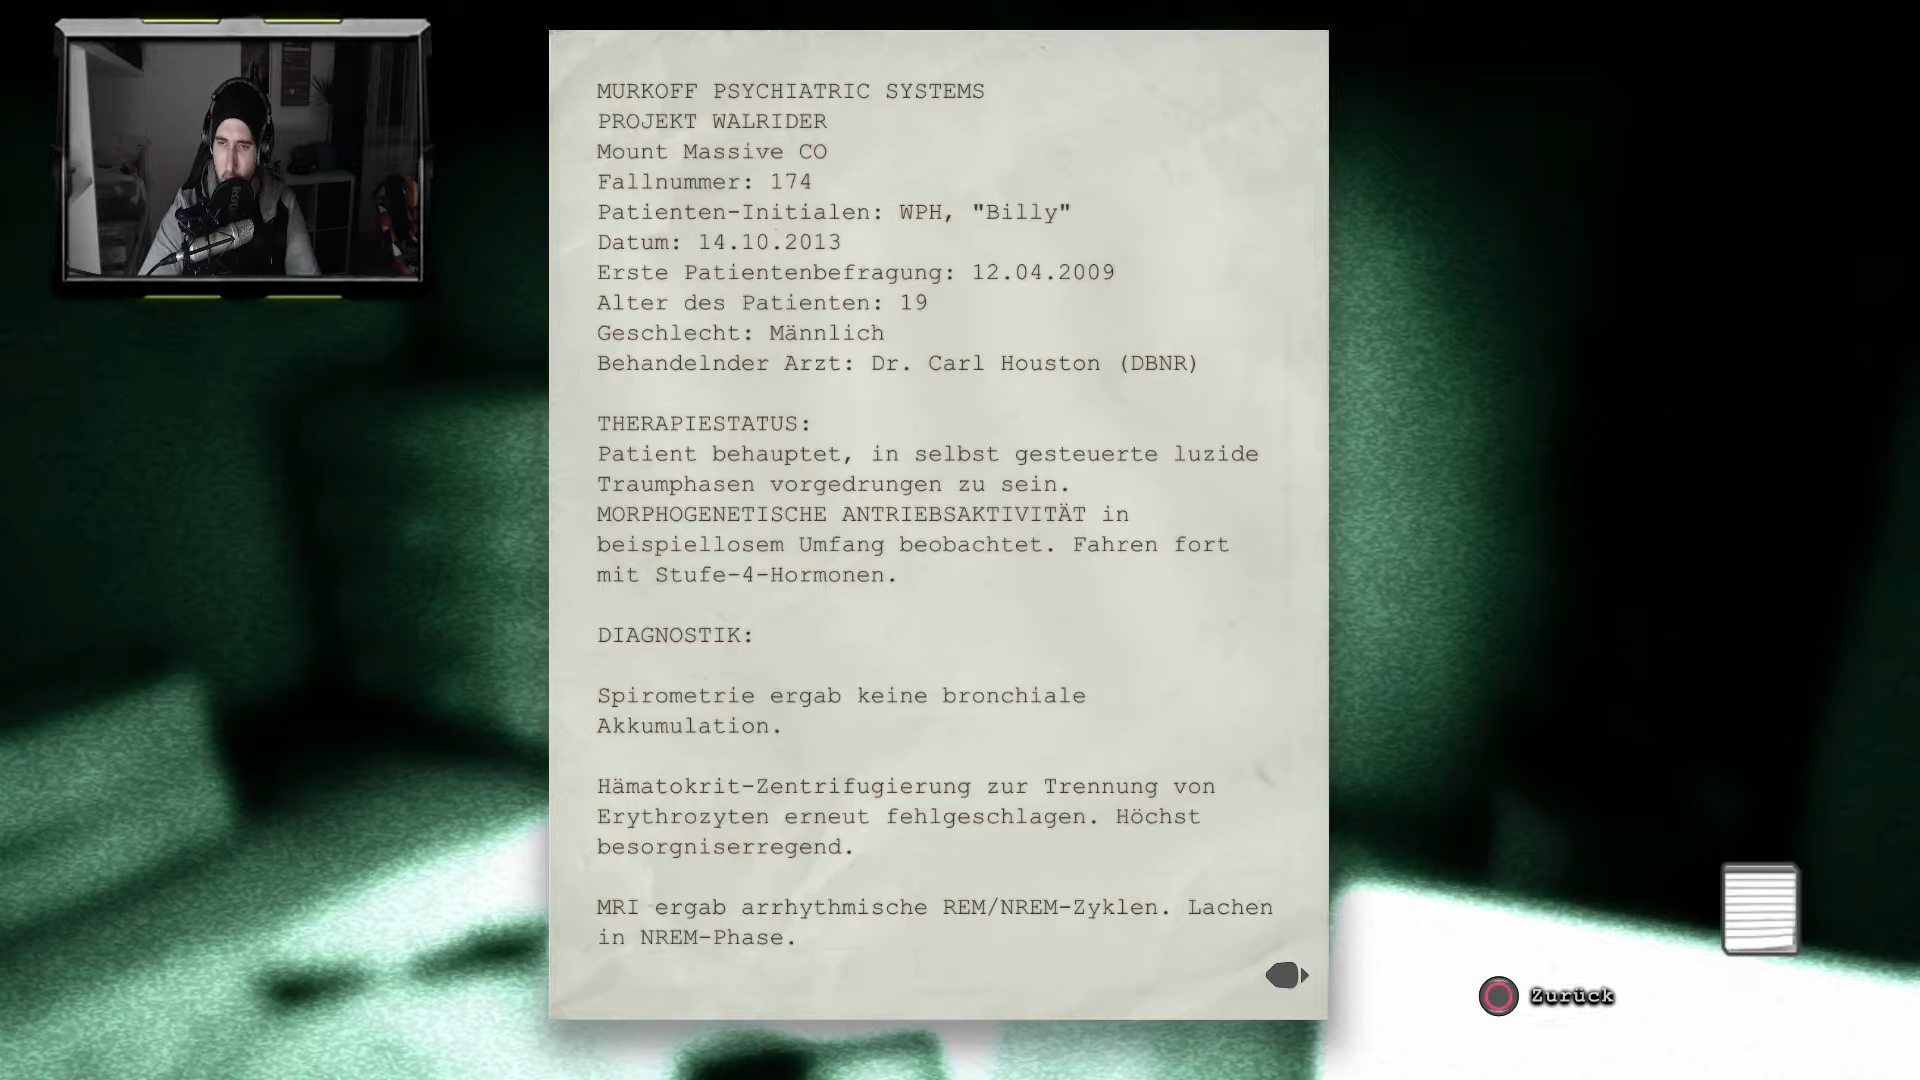 MURKOFF PSYCHIATRIC SYSTEMS
PROJEKT WALRIDER
Mount Massive CO
Fallnummer: 174
Patienten-Initialen: WPH, "Billy"
Datum: 14.10.2013
Erste Patientenbefragung: 12.04.2009
Alter des Patienten: 19
Geschlecht: Männlich
Behandelnder Arzt: Dr. Carl Houston (DBNR)
THERAPIESTATUS:
Patient behauptet, in selbst gesteuerte luzide
Traumphasen vorgedrungen zu sein.
MORPHOGENETISCHE ANTRIEBSAKTIVITÄT in
beispiellosem Umfang beobachtet. Fahren fort
mit Stufe-4-Hormonen.
DIAGNOSTIK:
Spirometrie ergab keine bronchiale
Akkumulation.
Hämatokrit-Zentrifugierung zur Trennung von
Erythrozyten erneut fehlgeschlagen. Höchst
besorgniserregend.
MRI ergab arrhythmische REM/NREM-Zyklen. Lachen
in NREM-Phase.
Zurück